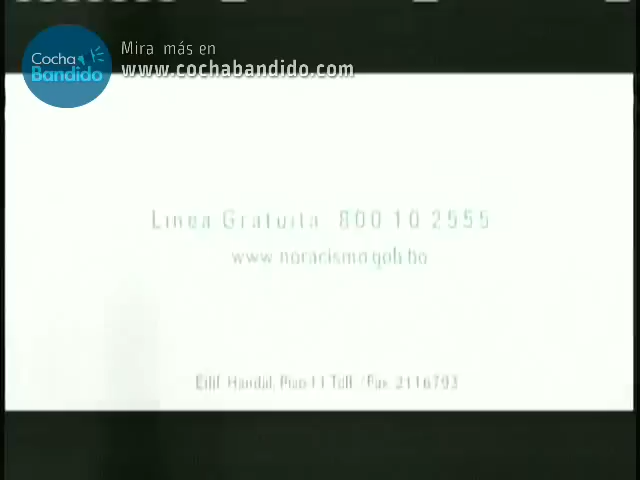 Cocha
Bandido
Mira más en
www.cochabandido.com
Linea Gratuita 800 10 2555
www.noracismo.gob.bo
Edif. Handal, Piso 11 Telf. /Fax 2116793